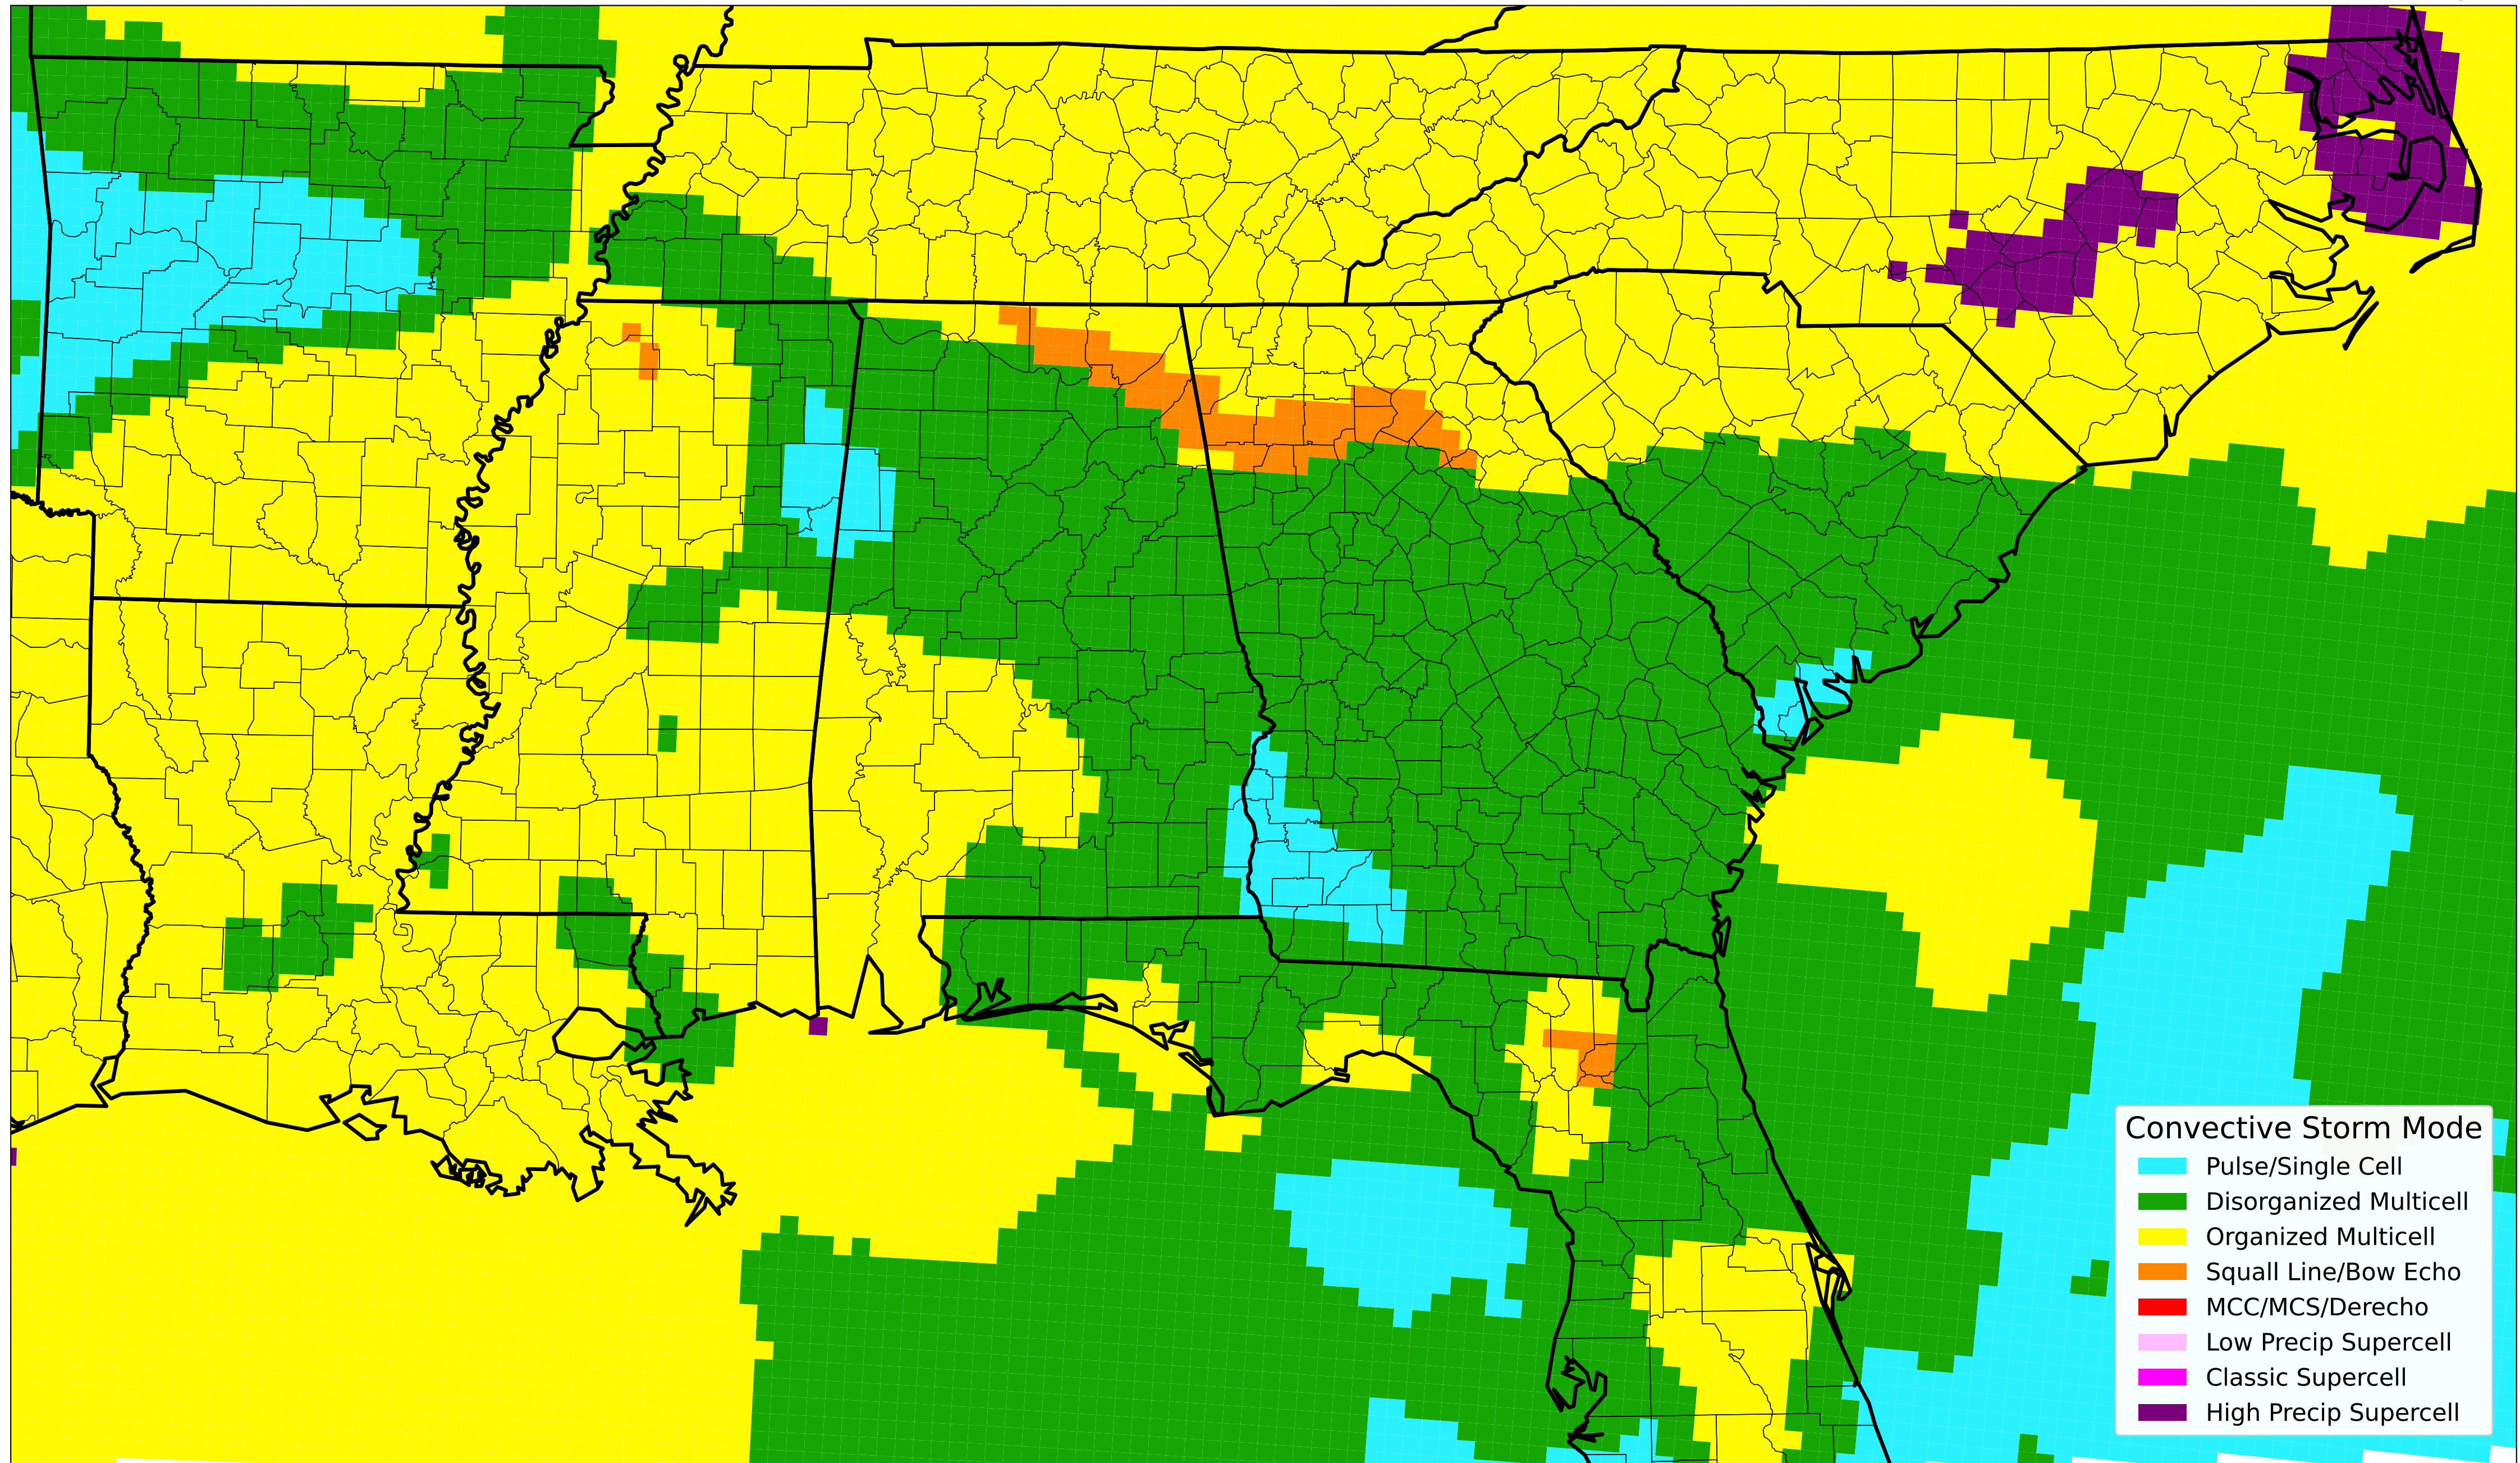 Convective Storm Mode
Pulse/Single Cell
Disorganized Multicell
Organized Multicell
Squall Line/Bow Echo
MCC/MCS/Derecho
Low Precip Supercell
Classic Supercell
High Precip Supercell